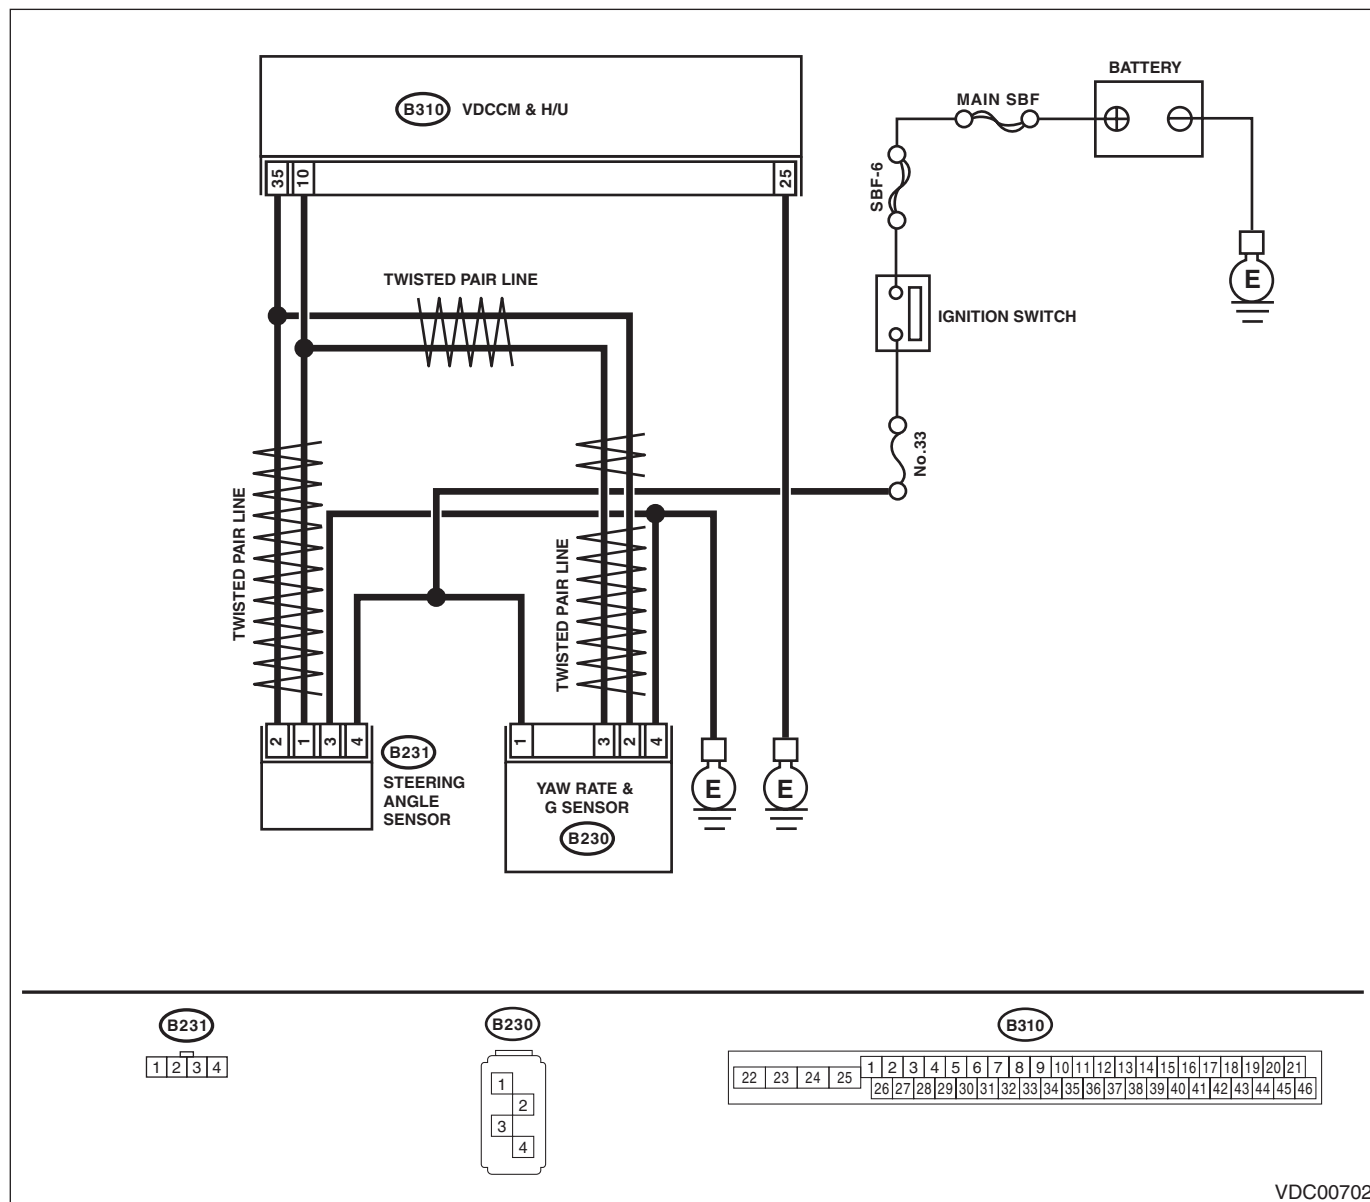 BATTERY
MAIN SBF
B310 VDCCM & H/U
SBF-6
35 10 25
TWISTED PAIR LINE
E
IGNITION SWITCH
No.33
TWISTED PAIR LINE
TWISTED PAIR LINE
2 1 3 4
1 3 2 4
B231
STEERING
ANGLE
SENSOR
YAW RATE &
G SENSOR
B230
E
E
B231
1 2 3 4
B230
1
2
3
4
B310
22 23 24 25
1 2 3 4 5 6 7 8 9 10 11 12 13 14 15 16 17 18 19 20 21
26 27 28 29 30 31 32 33 34 35 36 37 38 39 40 41 42 43 44 45 46
VDC00702